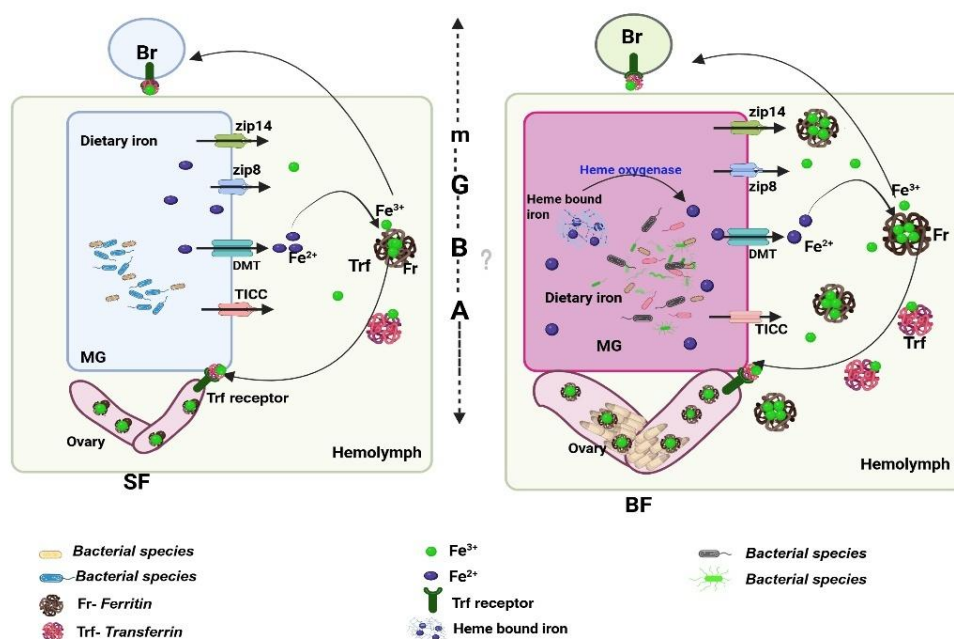 Br
Dietary iron
zip14
zip8
DMT
Fe²⁺
TICC
MG
Fe³⁺
Trf
Fr
Trf receptor
Ovary
Hemolymph
SF
m
G
B
A
?
Br
zip14
zip8
Heme oxygenase
Heme bound
iron
DMT
Fe²⁺
Fe³⁺
Fr
Dietary iron
MG
TICC
Trf
Ovary
Hemolymph
BF
Bacterial species
Bacterial species
Fr- Ferritin
Trf- Transferrin
Fe³⁺
Fe²⁺
Trf receptor
Heme bound iron
Bacterial species
Bacterial species